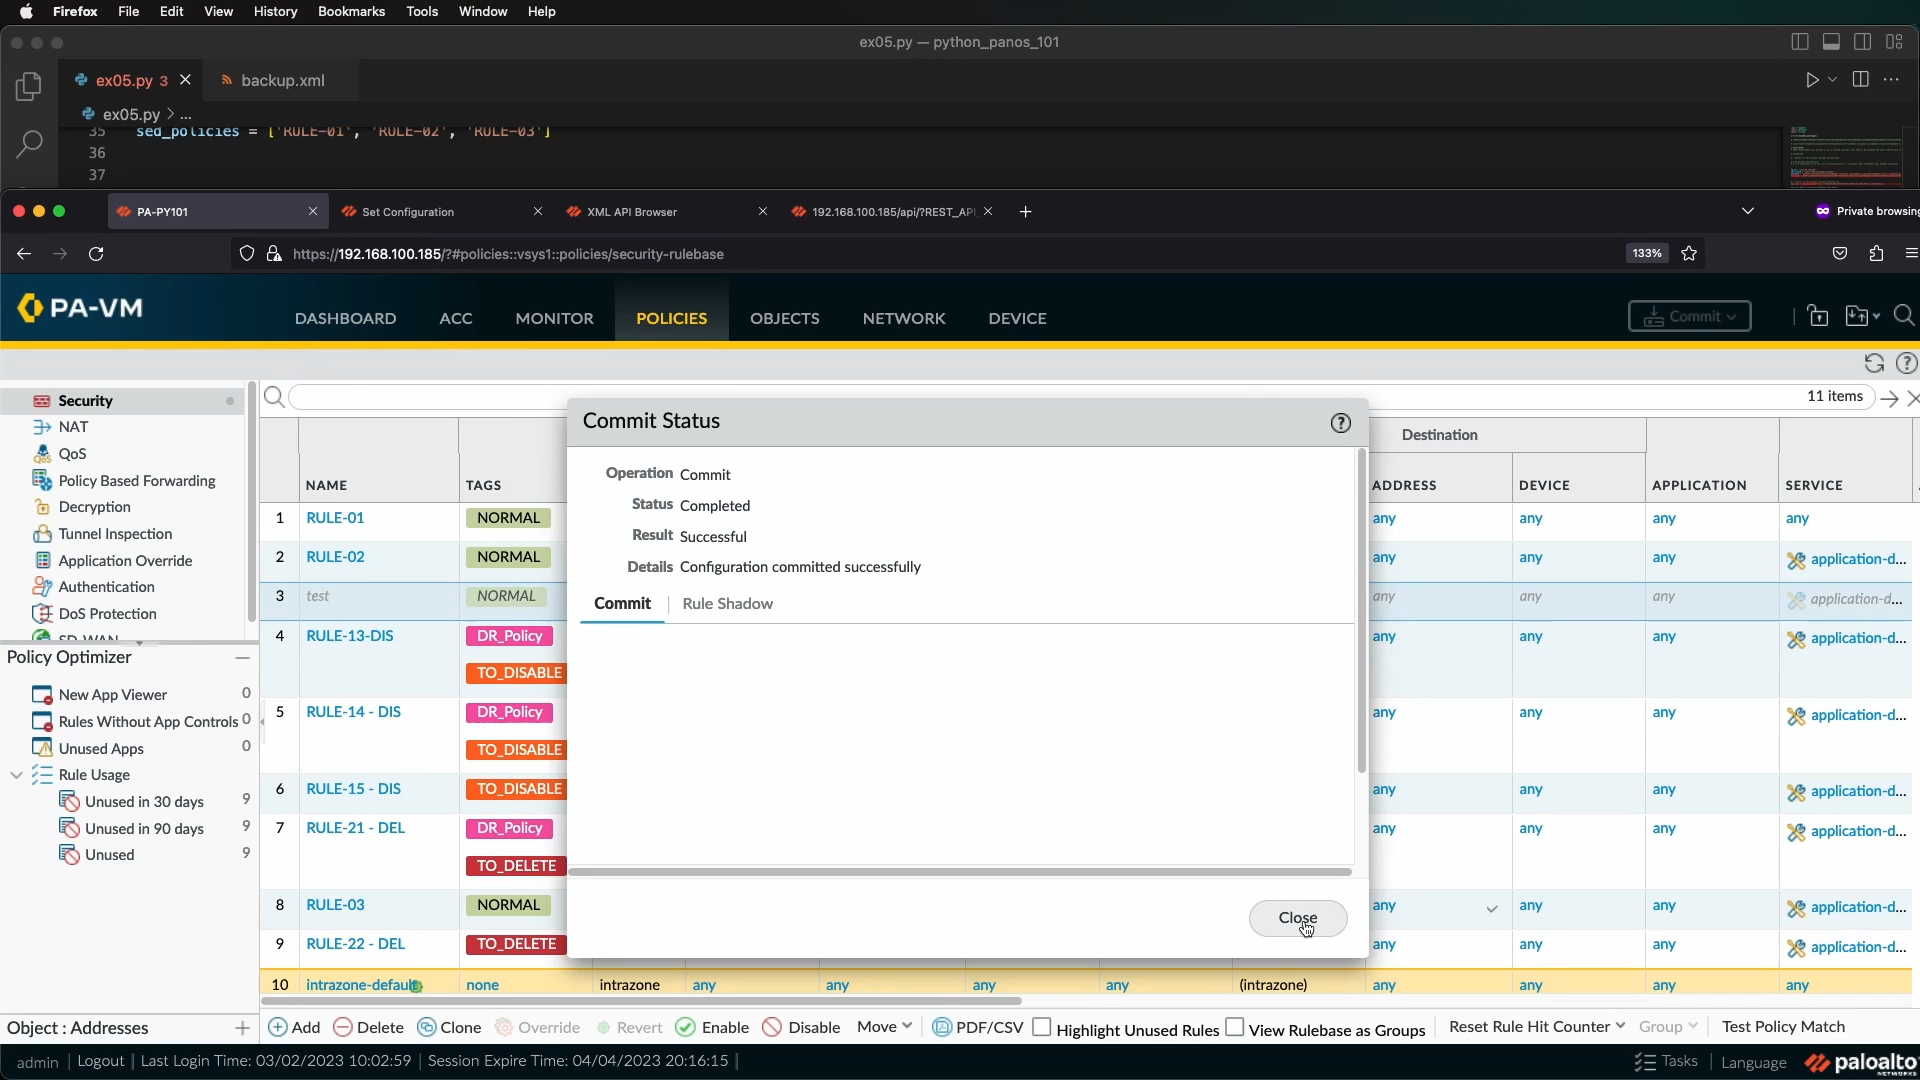 Firefox File Edit View History Bookmarks Tools Window Help
ex05.py — python_panos_101
ex05.py 3 backup.xml
ex05.py > ...
35 sed_policies = ['RULE-01', 'RULE-02', 'RULE-03']
36
37
PA-PY101 Set Configuration XML API Browser 192.168.100.185/api/?REST_API Private browsing
https://192.168.100.185/?#policies::vsys1::policies/security-rulebase 133%
PA-VM DASHBOARD ACC MONITOR POLICIES OBJECTS NETWORK DEVICE Commit
11 items
Security
NAT
QoS
Policy Based Forwarding
Decryption
Tunnel Inspection
Application Override
Authentication
DoS Protection
SD-WAN
Policy Optimizer
New App Viewer 0
Rules Without App Controls 0
Unused Apps 0
Rule Usage
Unused in 30 days 9
Unused in 90 days 9
Unused 9
Object : Addresses +
Destination
NAME TAGS ADDRESS DEVICE APPLICATION SERVICE
1 RULE-01 NORMAL any any any any
2 RULE-02 NORMAL any any any application-d...
3 test NORMAL any any any application-d...
4 RULE-13-DIS DR_Policy any any any application-d...
TO_DISABLE
5 RULE-14 - DIS DR_Policy any any any application-d...
TO_DISABLE
6 RULE-15 - DIS TO_DISABLE any any any application-d...
7 RULE-21 - DEL DR_Policy any any any application-d...
TO_DELETE
8 RULE-03 NORMAL any any any application-d...
9 RULE-22 - DEL TO_DELETE any any any application-d...
10 intrazone-default none intrazone any any any any (intrazone) any any any any
Commit Status
Operation Commit
Status Completed
Result Successful
Details Configuration committed successfully
Commit Rule Shadow
Close
Add Delete Clone Override Revert Enable Disable Move PDF/CSV Highlight Unused Rules View Rulebase as Groups Reset Rule Hit Counter Group Test Policy Match
admin | Logout | Last Login Time: 03/02/2023 10:02:59 | Session Expire Time: 04/04/2023 20:16:15 | Tasks | Language paloalto
NETWORKS